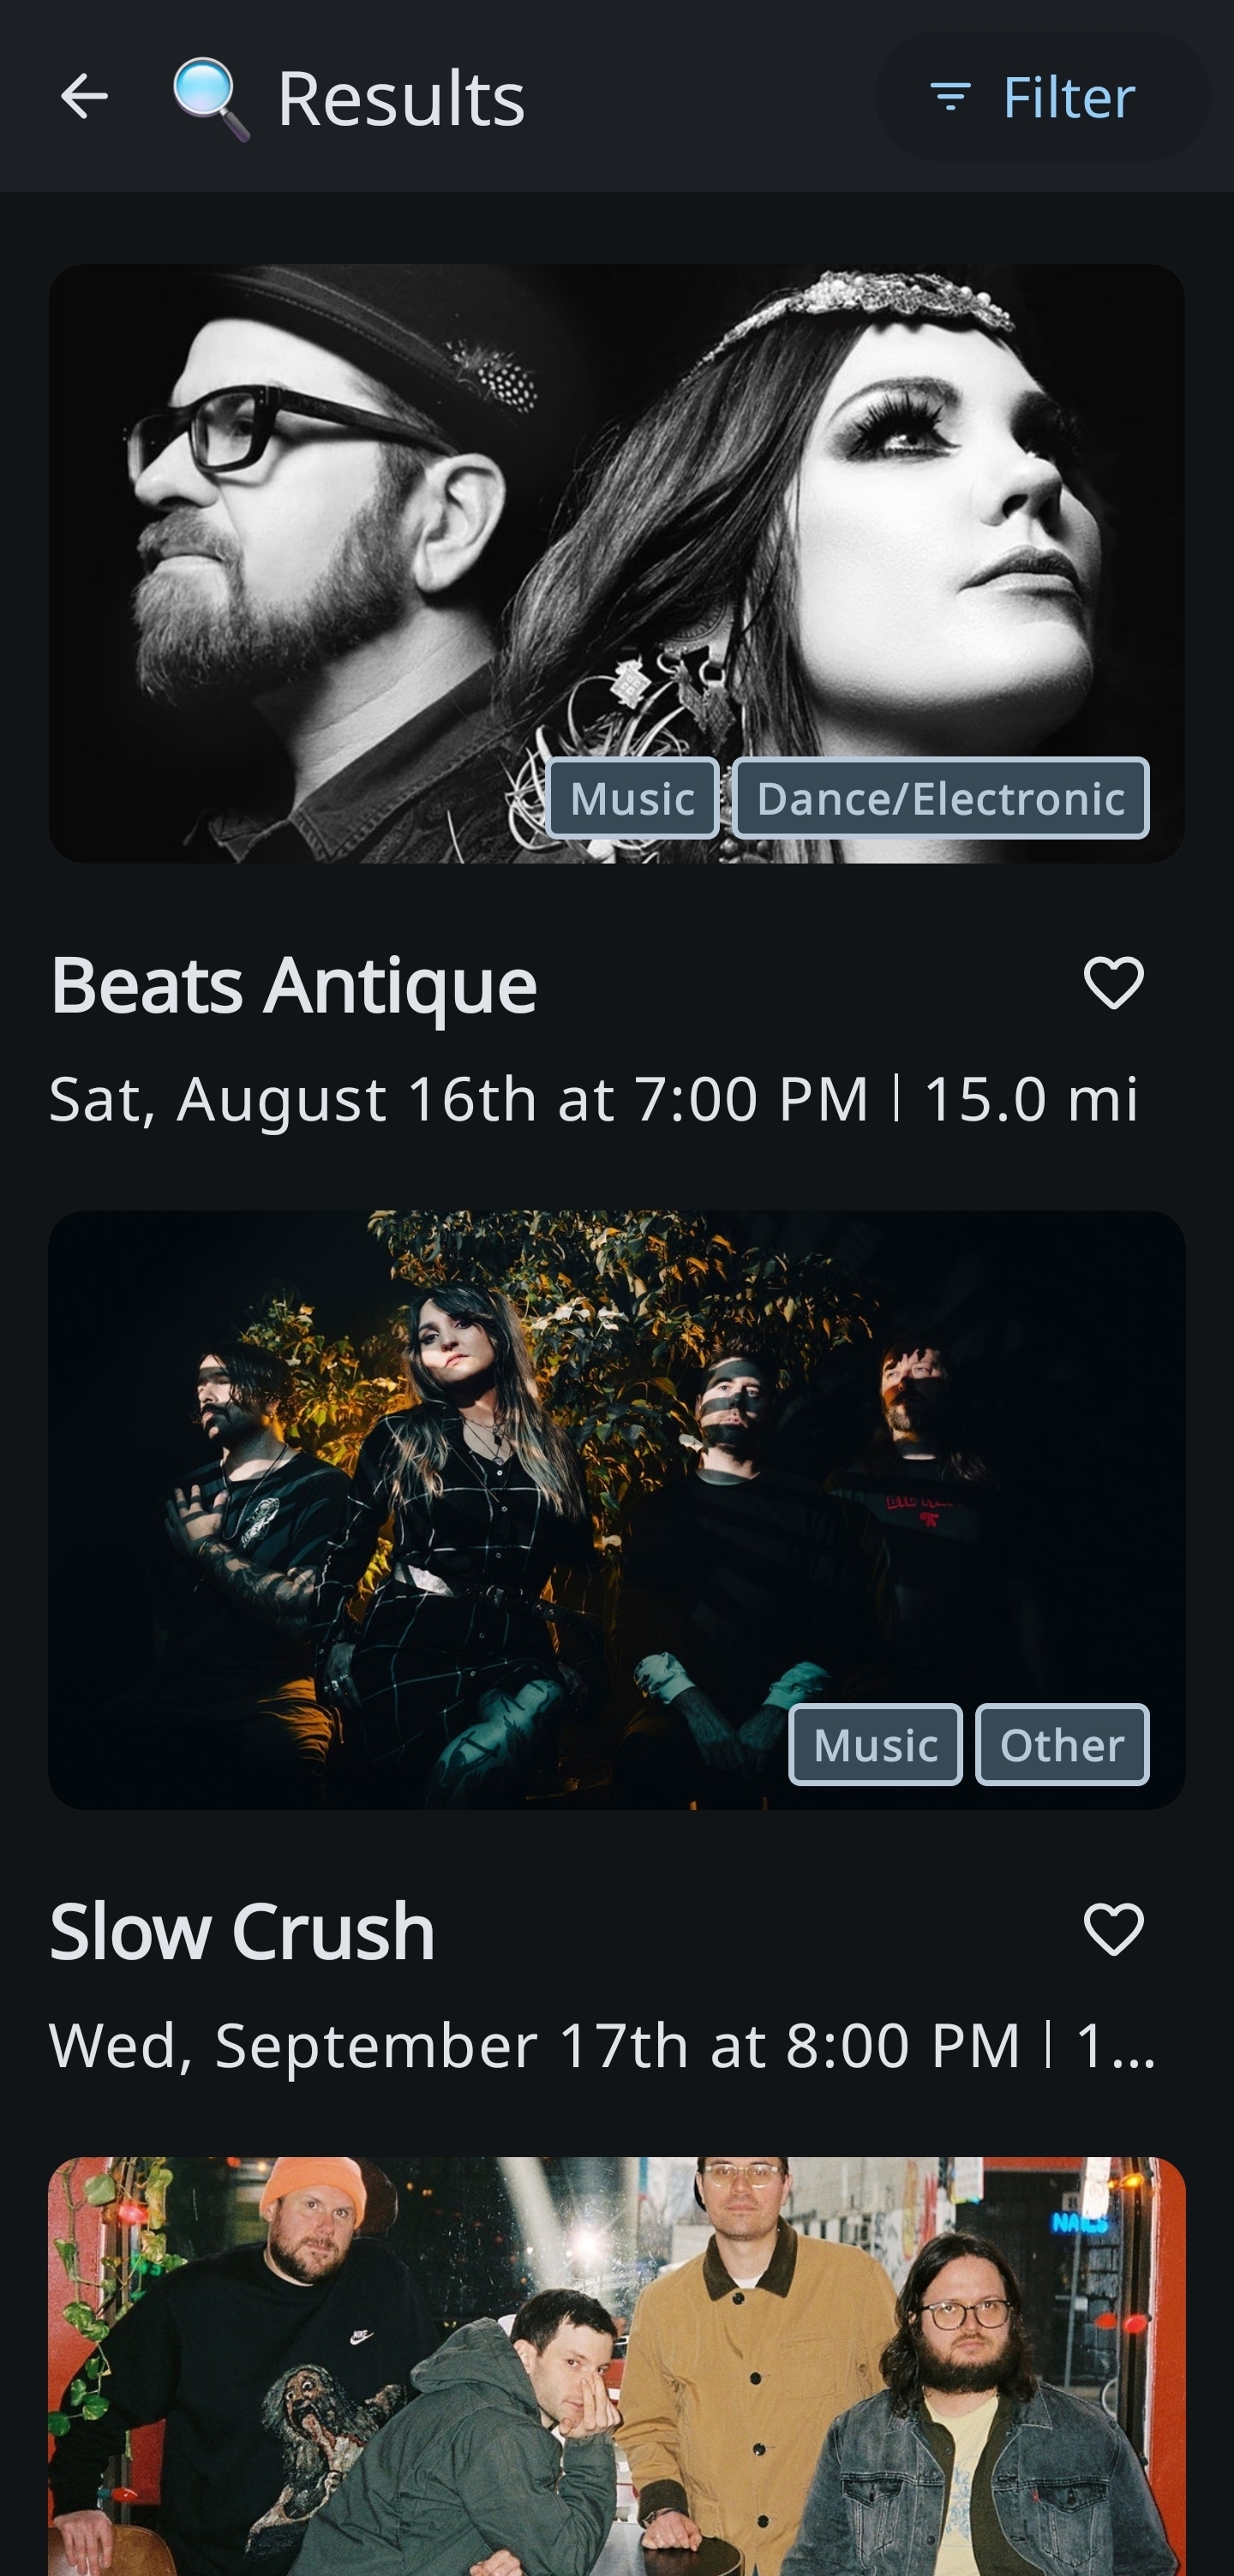 Results
Filter
Music
Dance/Electronic
Beats Antique
Sat, August 16th at 7:00 PM | 15.0 mi
Music
Other
Slow Crush
Wed, September 17th at 8:00 PM | 1...
NAILS
NIKE